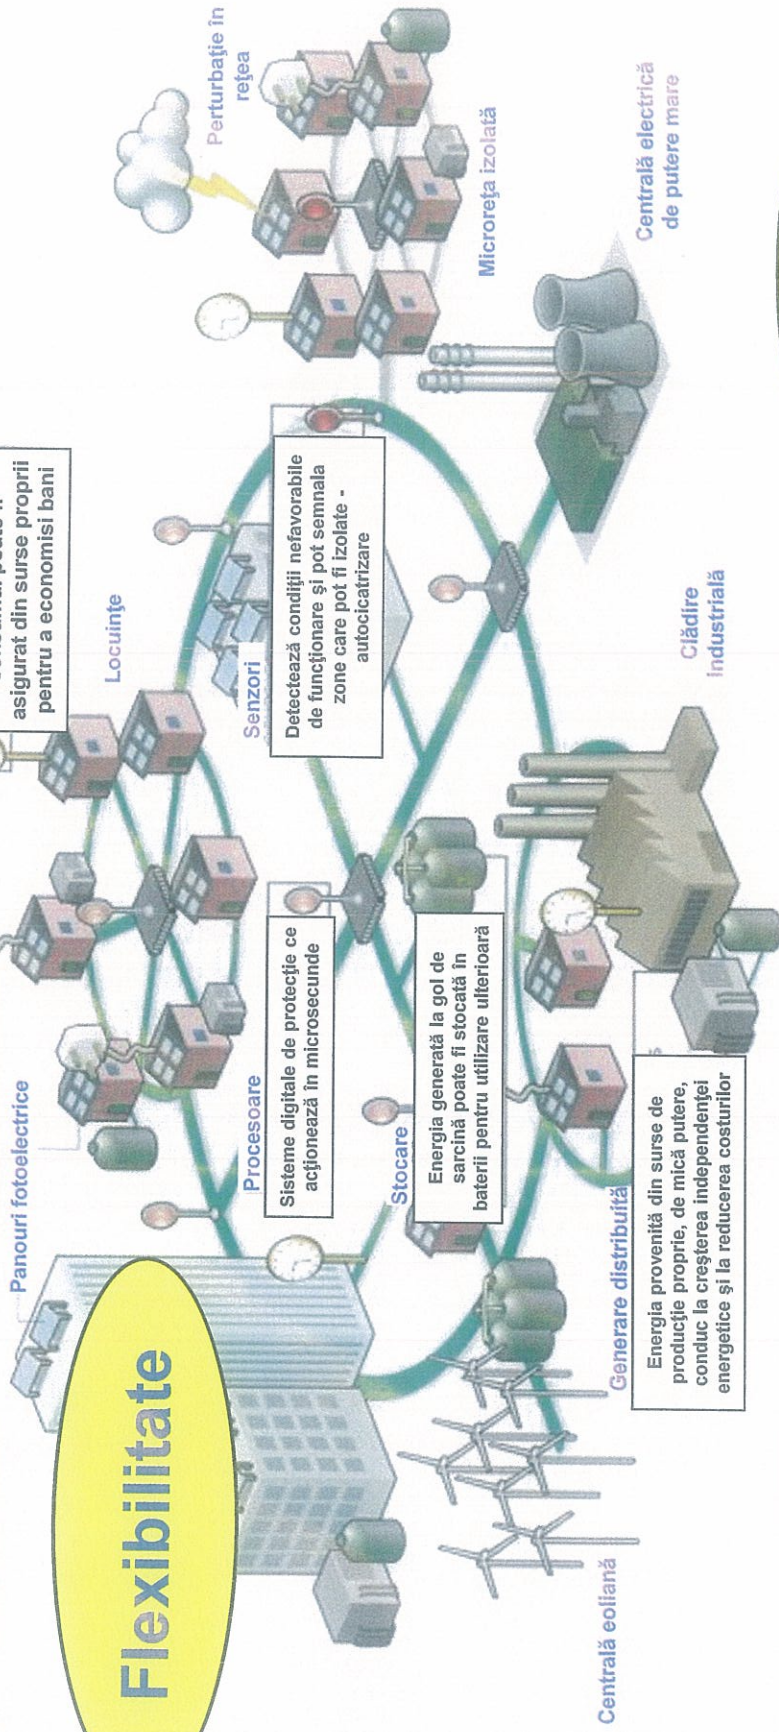 Flexibilitate
Panouri fotoelectrice
asigurat din surse proprii
pentru a economisi bani
Locuințe
Perturbație în
rețea
Microreța izolată
Procesoare
Sisteme digitale de protecție ce
acționează în microsecunde
Senzori
Detectează condiții nefavorabile
de funcționare și pot semnala
zone care pot fi izolate -
autocicatrizare
Stocare
Energia generată la gol de
sarcină poate fi stocată în
baterii pentru utilizare ulterioară
Centrală electrică
de putere mare
Centrală eoliană
Generare distribuită
Energia provenită din surse de
producție proprie, de mică putere,
conduc la creșterea independenței
energetice și la reducerea costurilor
Clădire
industrială